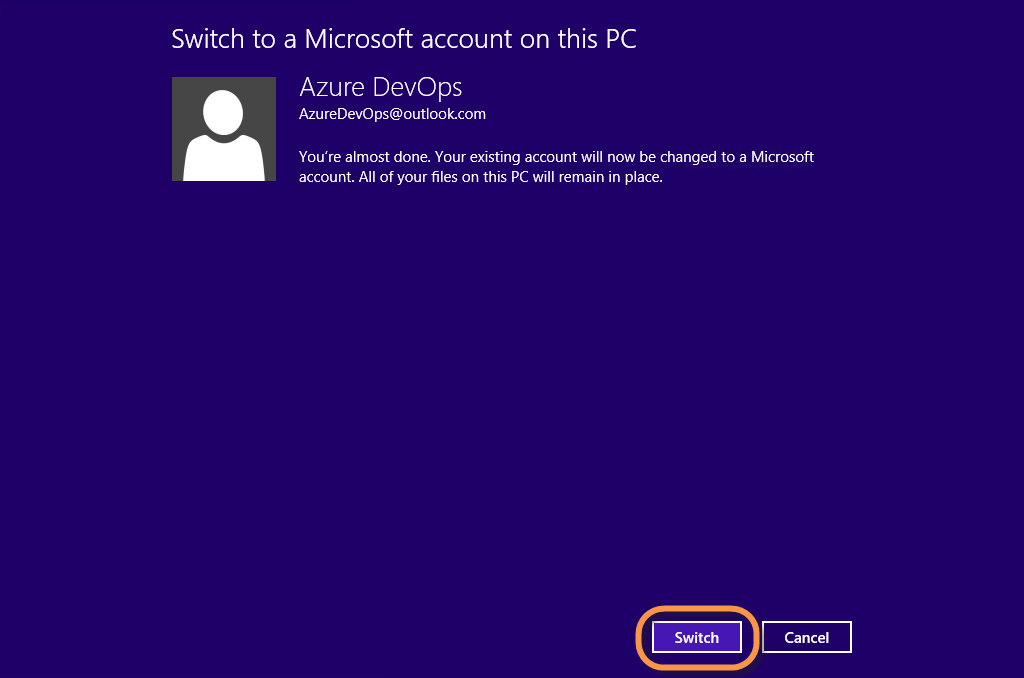 Switch to a Microsoft account on this PC
Azure DevOps
AzureDevOps@outlook.com
You’re almost done. Your existing account will now be changed to a Microsoft
account. All of your files on this PC will remain in place.
Switch
Cancel